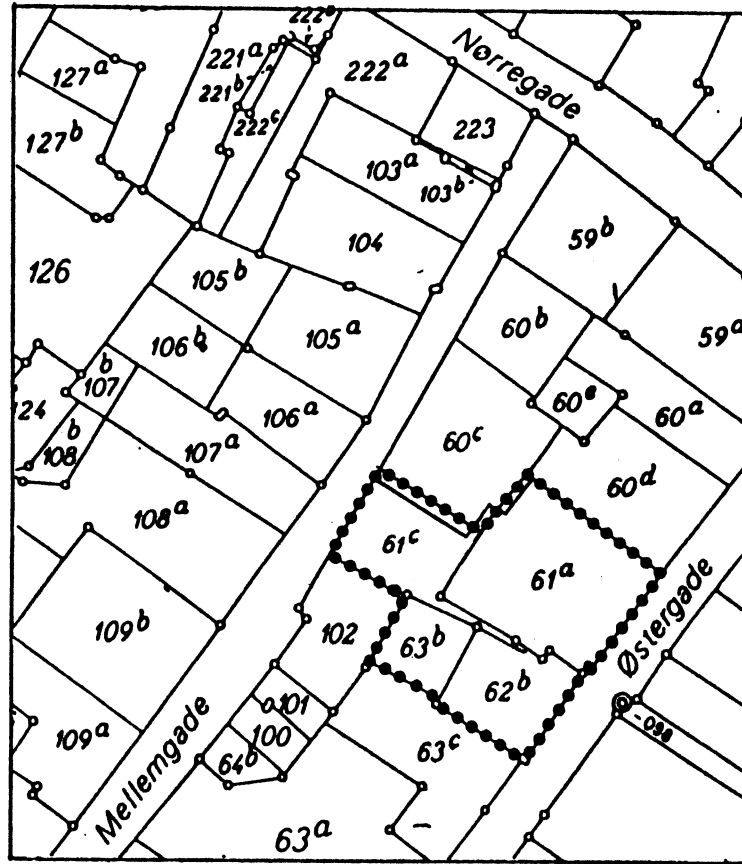 222ᵃ
221ᵃ
127ᵃ
221ᵇ
222ᵃ
Nørregade
222ᶜ
223
127ᵇ
103ᵃ
103ᵇ
104
59ᵇ
126
105ᵇ
105ᵃ
60ᵇ
59ᵃ
106ᵇ
b
107
60ᵉ
124
106ᵃ
60ᵃ
b
108
107ᵃ
60ᶜ
60ᵈ
108ᵃ
61ᶜ
61ᵃ
109ᵇ
102
63ᵇ
Østergade
62ᵇ
101
100
109ᵃ
64ᵇ
63ᶜ
-098
Mellemgade
63ᵃ